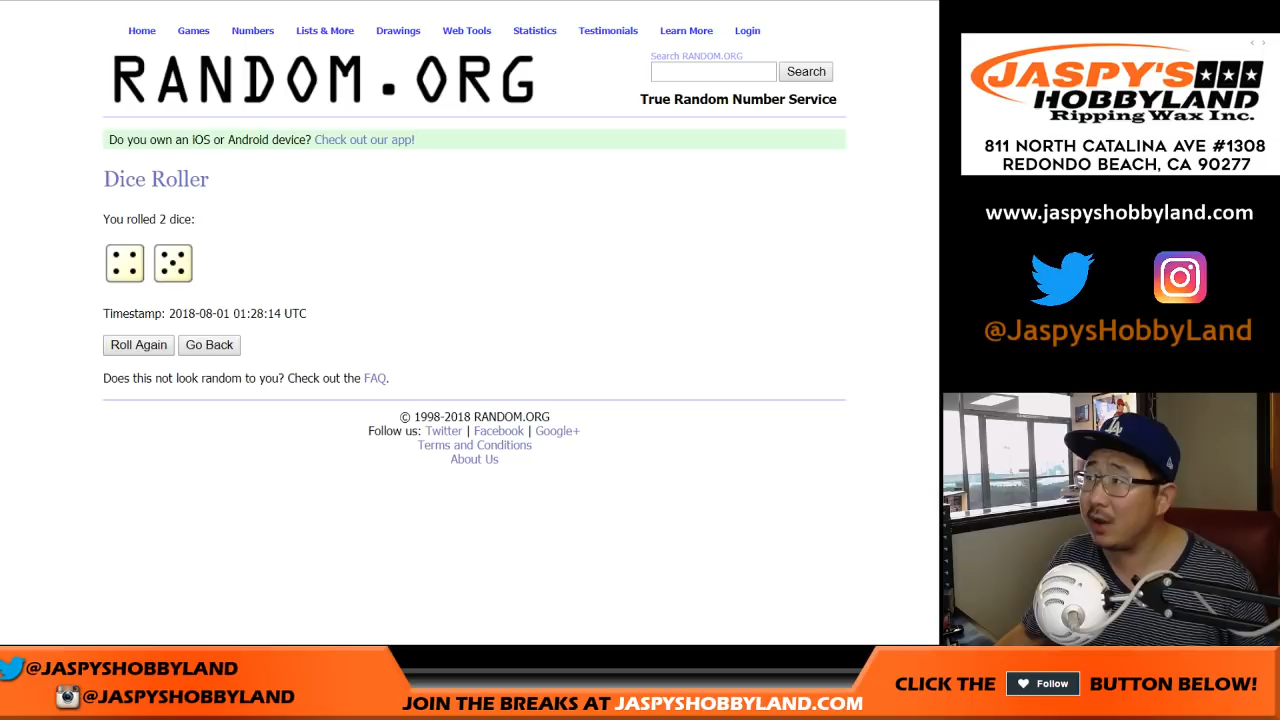 Home Games Numbers Lists & More Drawings Web Tools Statistics Testimonials Learn More Login
RANDOM.ORG
Search RANDOM.ORG
Search
True Random Number Service
Do you own an iOS or Android device? Check out our app!
Dice Roller
You rolled 2 dice:
Timestamp: 2018-08-01 01:28:14 UTC
Roll Again Go Back
Does this not look random to you? Check out the FAQ.
© 1998-2018 RANDOM.ORG
Follow us: Twitter | Facebook | Google+
Terms and Conditions
About Us
JASPY'S
HOBBYLAND
Ripping Wax Inc.
811 NORTH CATALINA AVE #1308
REDONDO BEACH, CA 90277
www.jaspyshobbyland.com
@JaspysHobbyLand
LA
@JASPYSHOBBYLAND
@JASPYSHOBBYLAND
JOIN THE BREAKS AT JASPYSHOBBYLAND.COM
CLICK THE Follow BUTTON BELOW!